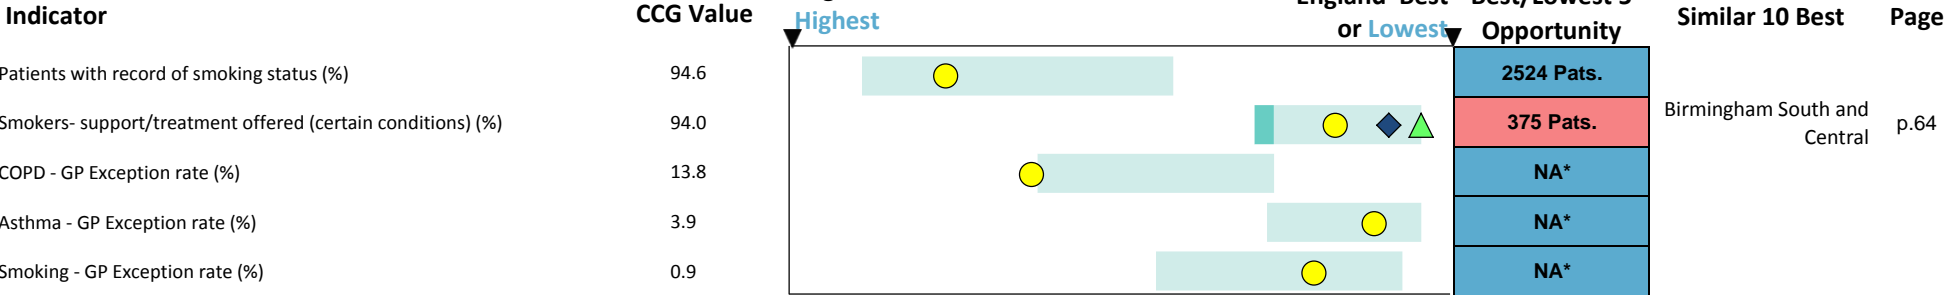 Indicator CCG Value Highest or Lowest Opportunity Similar 10 Best Page
Patients with record of smoking status (%) 94.6 2524 Pats.
Smokers- support/treatment offered (certain conditions) (%) 94.0 375 Pats. Birmingham South and Central p.64
COPD - GP Exception rate (%) 13.8 NA*
Asthma - GP Exception rate (%) 3.9 NA*
Smoking - GP Exception rate (%) 0.9 NA*